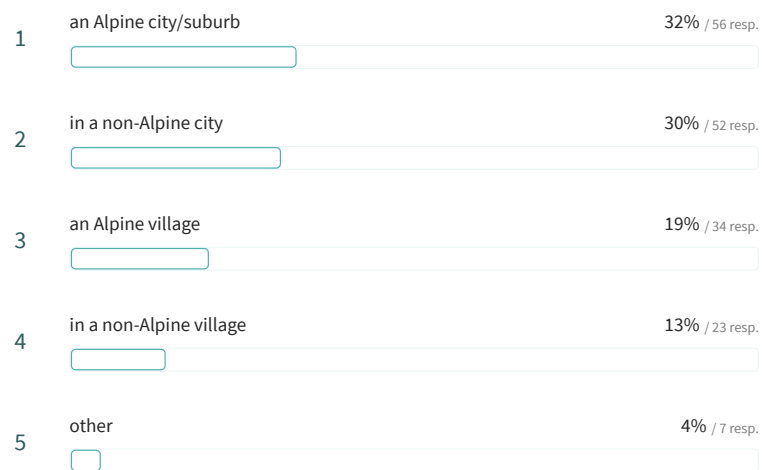 1 an Alpine city/suburb 32% / 56 resp.
2 in a non-Alpine city 30% / 52 resp.
3 an Alpine village 19% / 34 resp.
4 in a non-Alpine village 13% / 23 resp.
5 other 4% / 7 resp.